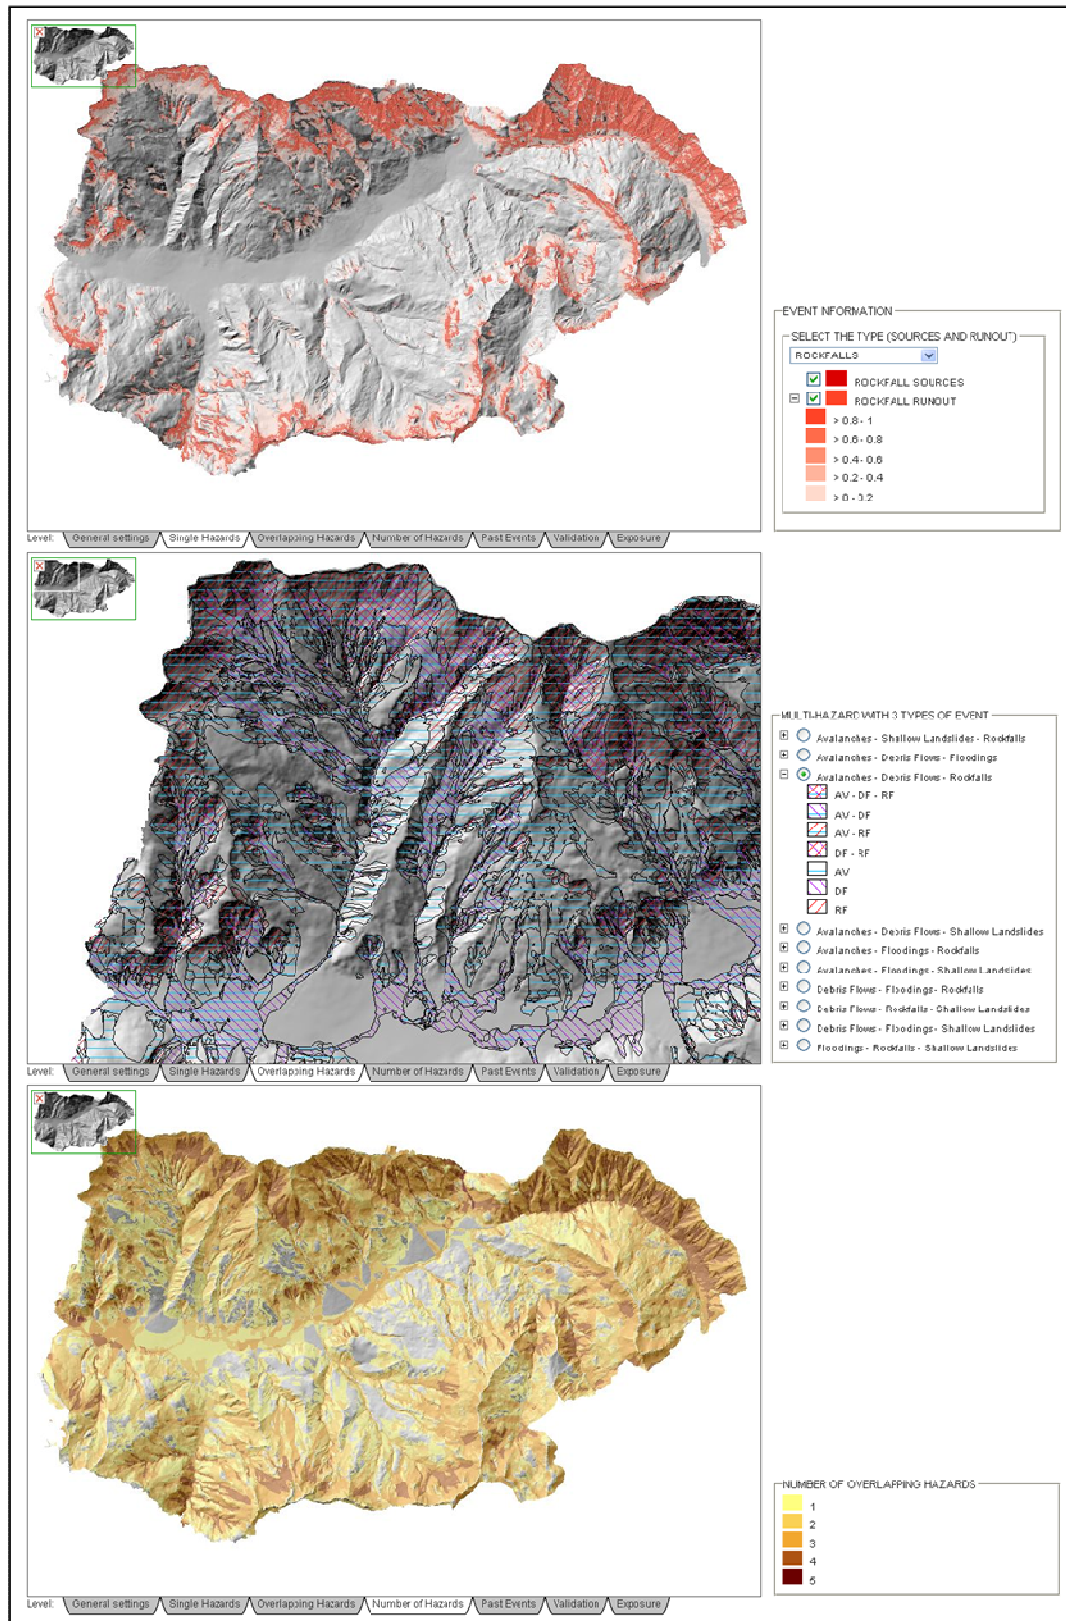 EVENT INFORMATION
SELECT THE TYPE (SOURCES AND RUNOUT)
ROCKFALLS
ROCKFALL SOURCES
ROCKFALL RUNOUT
> 0.8 - 1
> 0.6 - 0.8
> 0.4 - 0.6
> 0.2 - 0.4
> 0 - 0.2
Level: General settings Single Hazards Overlapping Hazards Number of Hazards Past Events Validation Exposure
MULTI-HAZARD WITH 3 TYPES OF EVENT
Avalanches - Shallow Landslides - Rockfalls
Avalanches - Debris Flows - Floodings
Avalanches - Debris Flows - Rockfalls
AV - DF - RF
AV - DF
AV - RF
DF - RF
AV
DF
RF
Avalanches - Debris Flows - Shallow Landslides
Avalanches - Floodings - Rockfalls
Avalanches - Floodings - Shallow Landslides
Debris Flows - Floodings - Rockfalls
Debris Flows - Rockfalls - Shallow Landslides
Debris Flows - Floodings - Shallow Landslides
Floodings - Rockfalls - Shallow Landslides
Level: General settings Single Hazards Overlapping Hazards Number of Hazards Past Events Validation Exposure
NUMBER OF OVERLAPPING HAZARDS
1
2
3
4
5
Level: General settings Single Hazards Overlapping Hazards Number of Hazards Past Events Validation Exposure